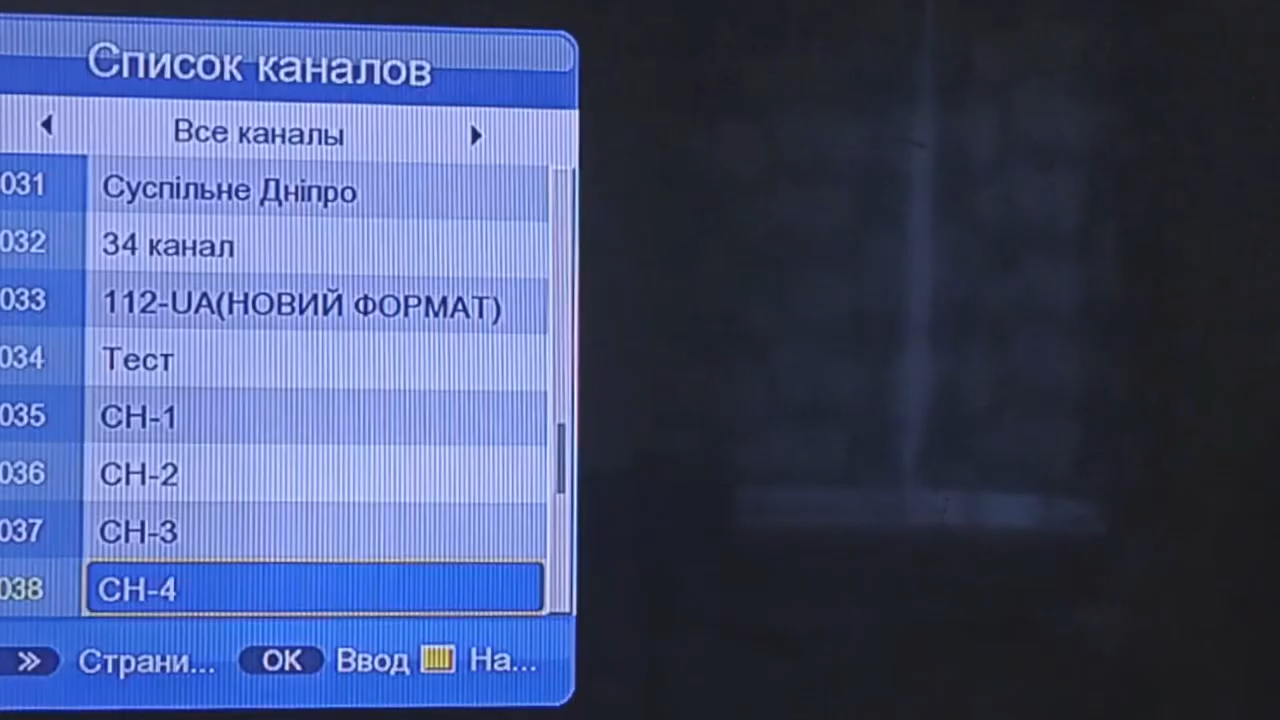 Список каналов
Все каналы
031 Суспільне Дніпро
032 34 канал
033 112-UA(НОВИЙ ФОРМАТ)
034 Тест
035 CH-1
036 CH-2
037 CH-3
038 CH-4
Страни... OK Ввод На...